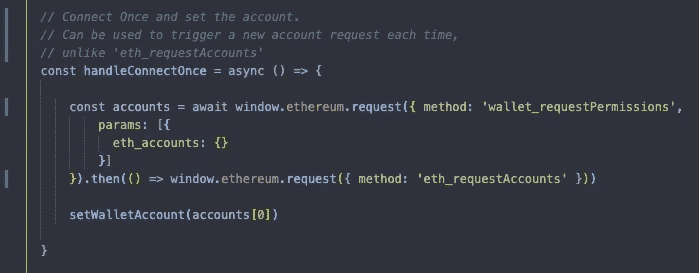 // Connect Once and set the account.
// Can be used to trigger a new account request each time,
// unlike 'eth_requestAccounts'
const handleConnectOnce = async () => {
const accounts = await window.ethereum.request({ method: 'wallet_requestPermissions',
params: [{
eth_accounts: {}
}]
}).then(() => window.ethereum.request({ method: 'eth_requestAccounts' }))
setWalletAccount(accounts[0])
}